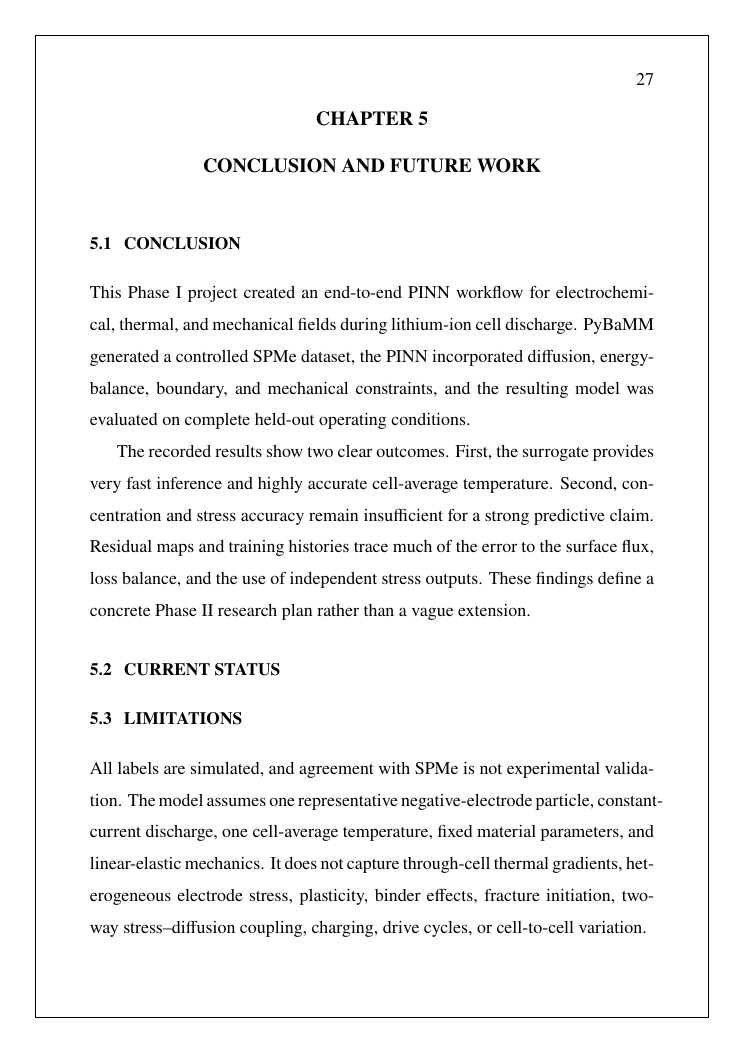 27
CHAPTER 5
CONCLUSION AND FUTURE WORK
5.1 CONCLUSION
This Phase I project created an end-to-end PINN workflow for electrochemi-
cal, thermal, and mechanical fields during lithium-ion cell discharge. PyBaMM
generated a controlled SPMe dataset, the PINN incorporated diffusion, energy-
balance, boundary, and mechanical constraints, and the resulting model was
evaluated on complete held-out operating conditions.
The recorded results show two clear outcomes. First, the surrogate provides
very fast inference and highly accurate cell-average temperature. Second, con-
centration and stress accuracy remain insufficient for a strong predictive claim.
Residual maps and training histories trace much of the error to the surface flux,
loss balance, and the use of independent stress outputs. These findings define a
concrete Phase II research plan rather than a vague extension.
5.2 CURRENT STATUS
5.3 LIMITATIONS
All labels are simulated, and agreement with SPMe is not experimental valida-
tion. The model assumes one representative negative-electrode particle, constant-
current discharge, one cell-average temperature, fixed material parameters, and
linear-elastic mechanics. It does not capture through-cell thermal gradients, het-
erogeneous electrode stress, plasticity, binder effects, fracture initiation, two-
way stress–diffusion coupling, charging, drive cycles, or cell-to-cell variation.